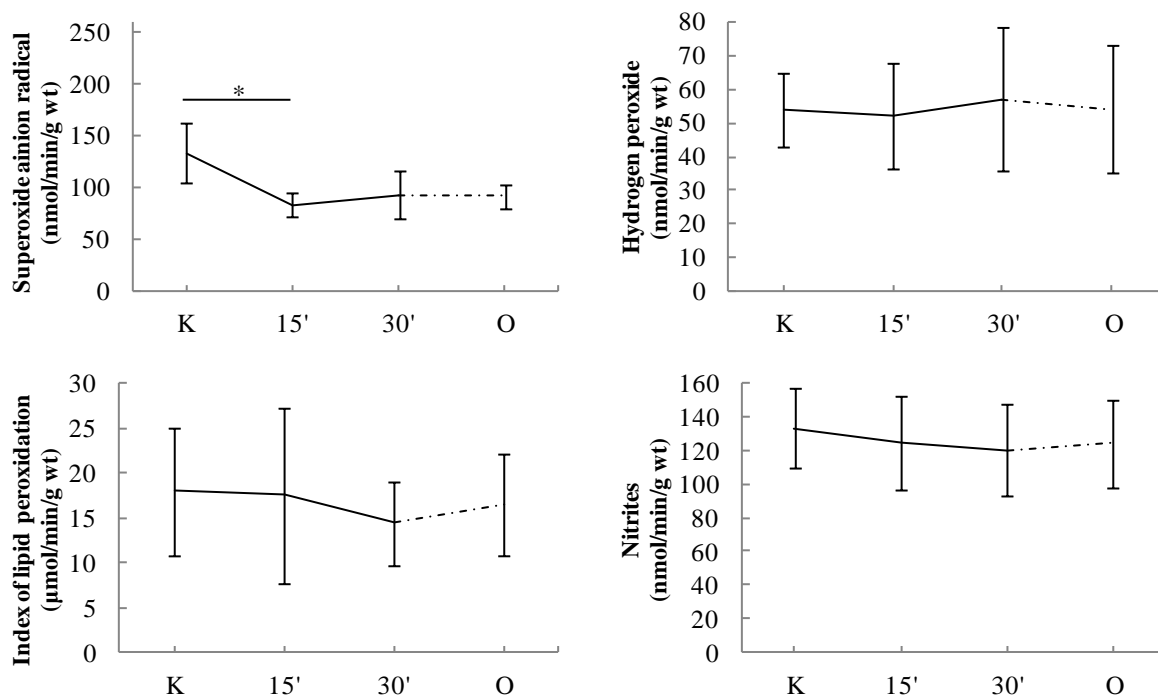 Superoxide ainion radical
(nmol/min/g wt)
250
200
150
100
50
0
*
K 15' 30' O
Hydrogen peroxide
(nmol/min/g wt)
80
70
60
50
40
30
20
10
0
K 15' 30' O
Index of lipid peroxidation
(µmol/min/g wt)
30
25
20
15
10
5
0
K 15' 30' O
Nitrites
(nmol/min/g wt)
160
140
120
100
80
60
40
20
0
K 15' 30' O